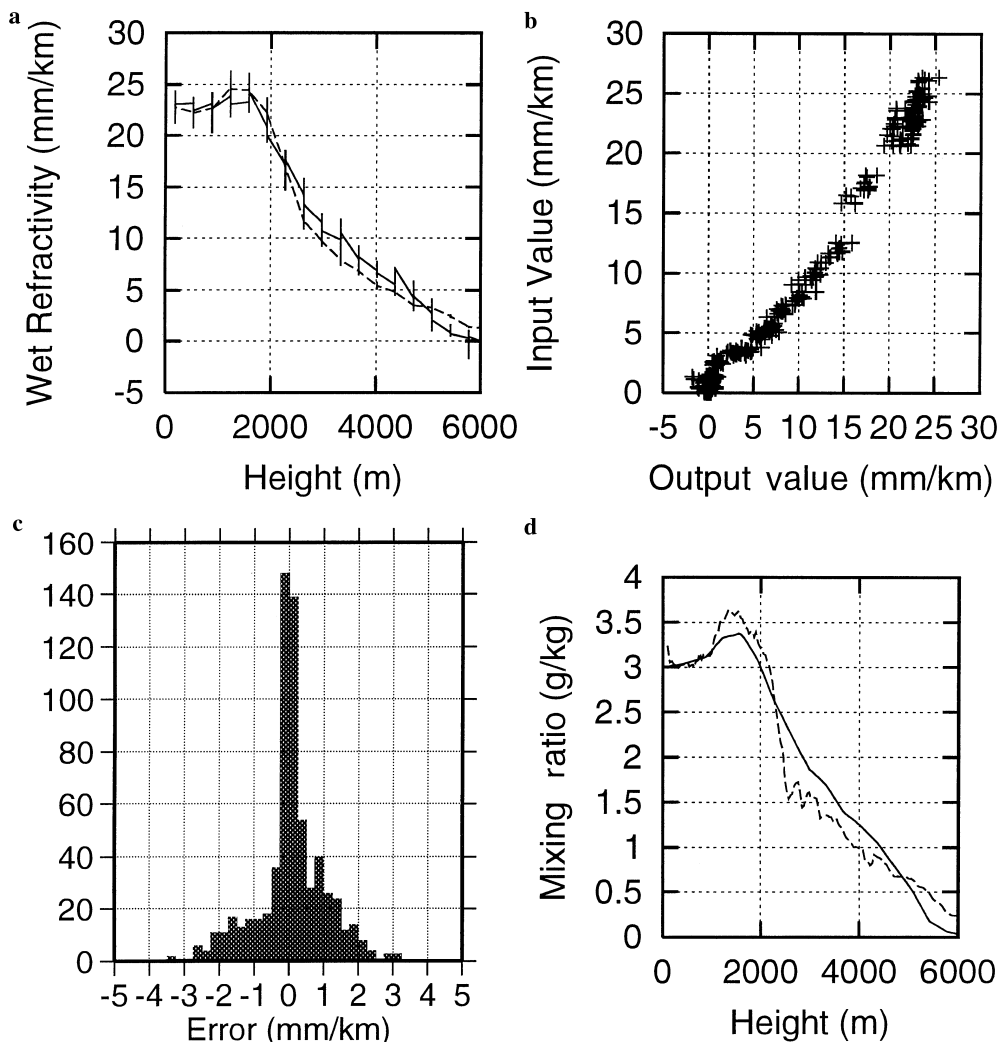 a
30
25
20
15
10
5
0
-5
Wet Refractivity (mm/km)
0 2000 4000 6000
Height (m)
b
30
25
20
15
10
5
0
Input Value (mm/km)
-5 0 5 10 15 20 25 30
Output value (mm/km)
c
160
140
120
100
80
60
40
20
0
-5 -4 -3 -2 -1 0 1 2 3 4 5
Error (mm/km)
d
4
3.5
3
2.5
2
1.5
1
0.5
0
Mixing ratio (g/kg)
0 2000 4000 6000
Height (m)